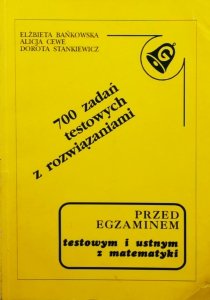 ELŻBIETA BAŃKOWSKA
ALICJA CEWE
DOROTA STANKIEWICZ
700 zadań
testowych
z rozwiązaniami
PRZED
EGZAMINEM
testowym i ustnym
z matematyki